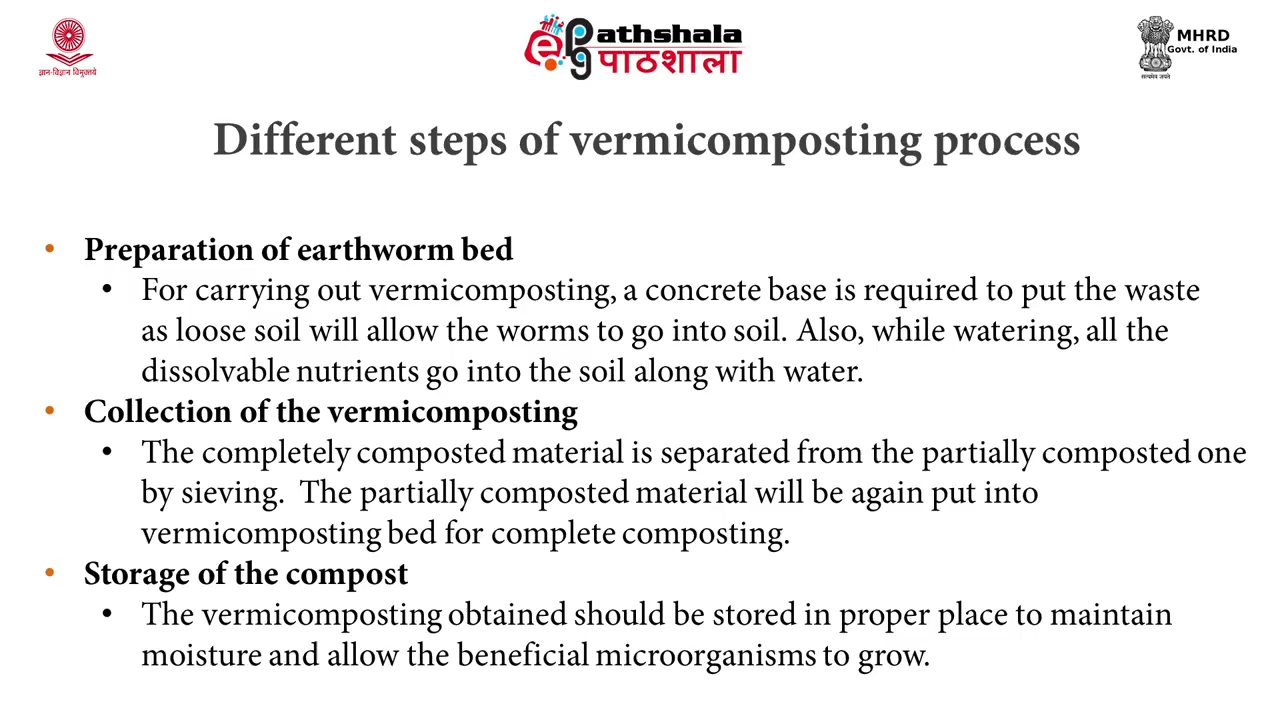 ज्ञान-विज्ञान विमुक्तये
epgathshala
पाठशाला
MHRD
Govt. of India
सत्यमेव जयते
Different steps of vermicomposting process
• Preparation of earthworm bed
• For carrying out vermicomposting, a concrete base is required to put the waste
as loose soil will allow the worms to go into soil. Also, while watering, all the
dissolvable nutrients go into the soil along with water.
• Collection of the vermicomposting
• The completely composted material is separated from the partially composted one
by sieving. The partially composted material will be again put into
vermicomposting bed for complete composting.
• Storage of the compost
• The vermicomposting obtained should be stored in proper place to maintain
moisture and allow the beneficial microorganisms to grow.